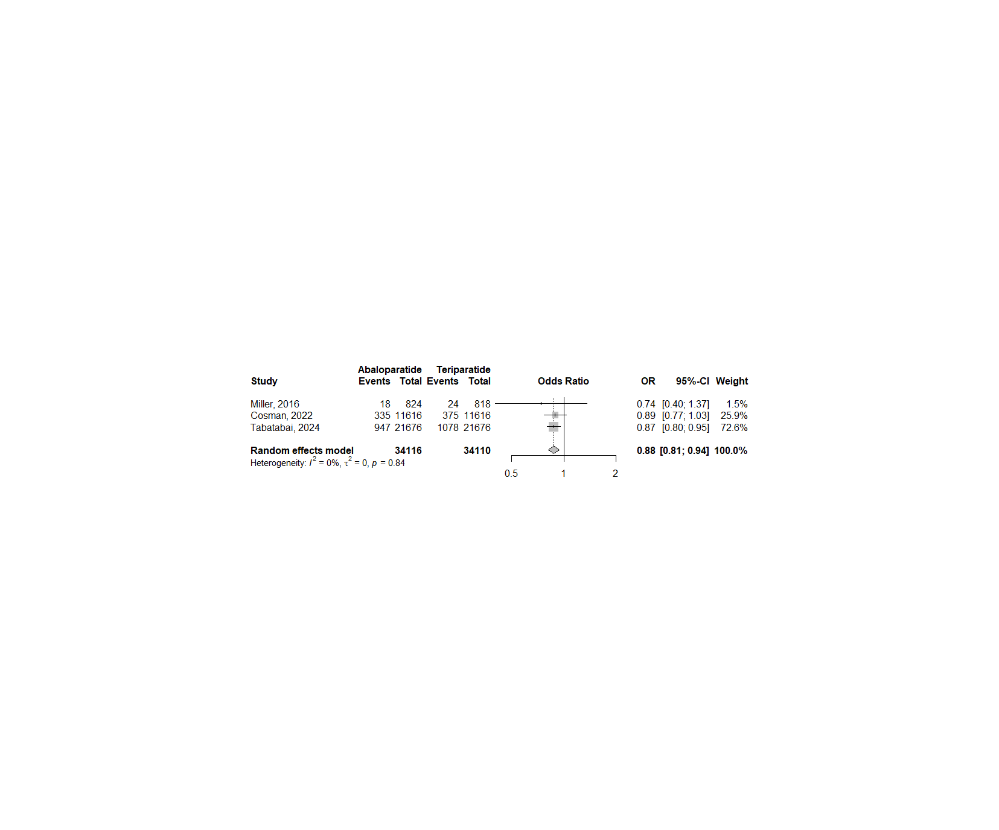 Abaloparatide Teriparatide
Study Events Total Events Total Odds Ratio OR 95%-CI Weight
Miller, 2016 18 824 24 818 0.74 [0.40; 1.37] 1.5%
Cosman, 2022 335 11616 375 11616 0.89 [0.77; 1.03] 25.9%
Tabatabai, 2024 947 21676 1078 21676 0.87 [0.80; 0.95] 72.6%
Random effects model 34116 34110 0.88 [0.81; 0.94] 100.0%
Heterogeneity: I² = 0%, τ² = 0, p = 0.84
0.5 1 2